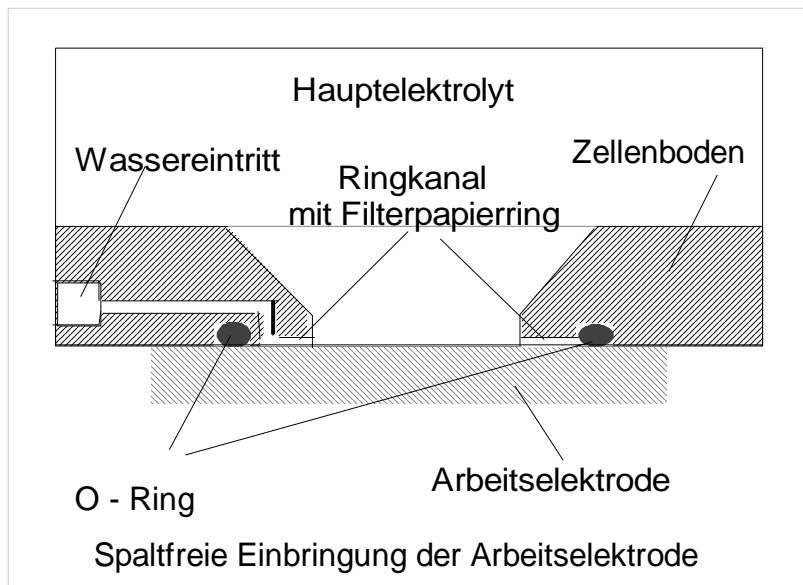 Hauptelektrolyt
Wassereintritt
Zellenboden
Ringkanal
mit Filterpapierring
Arbeitselektrode
O - Ring
Spaltfreie Einbringung der Arbeitselektrode